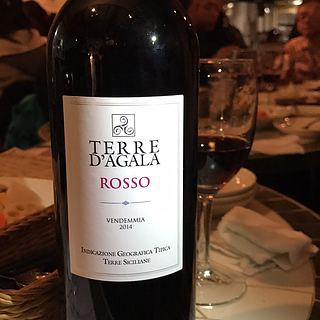 TERRE
D'AGALA
ROSSO
VENDEMMIA
2014
INDICAZIONE GEOGRAFICA TIPICA
TERRE SICILIANE